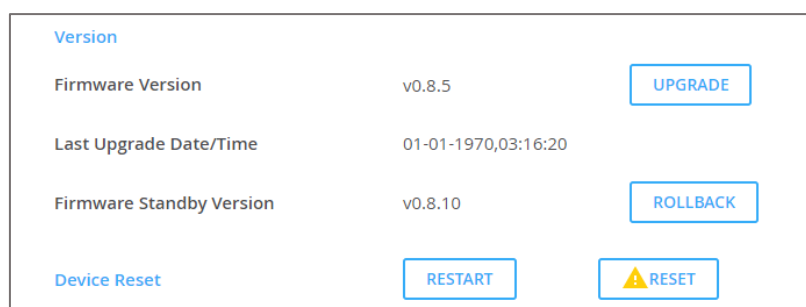 Version
Firmware Version v0.8.5 UPGRADE
Last Upgrade Date/Time 01-01-1970,03:16:20
Firmware Standby Version v0.8.10 ROLLBACK
Device Reset RESTART RESET